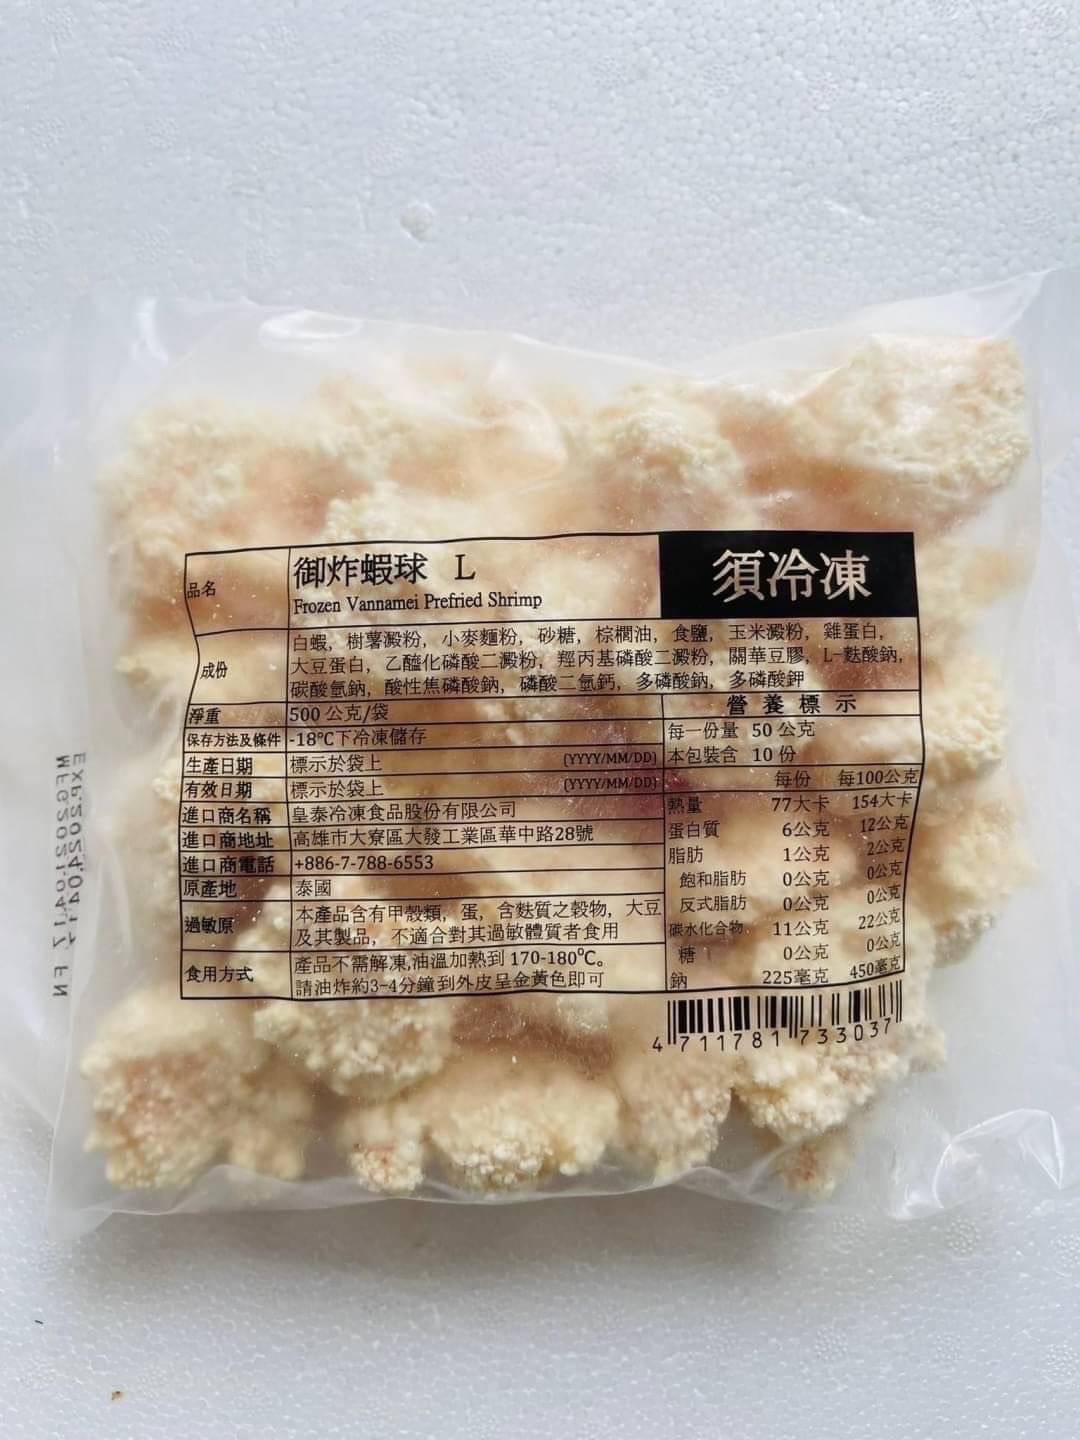 品名 御炸蝦球 L
Frozen Vannamei Prefried Shrimp
須冷凍
成份
白蝦, 樹薯澱粉, 小麥麵粉, 砂糖, 棕櫚油, 食鹽, 玉米澱粉, 雞蛋白,
大豆蛋白, 乙醯化磷酸二澱粉, 羥丙基磷酸二澱粉, 關華豆膠, L-麩酸鈉,
碳酸氫鈉, 酸性焦磷酸鈉, 磷酸二氫鈣, 多磷酸鈉, 多磷酸鉀
淨重 500 公克/袋
保存方法及條件 -18℃下冷凍儲存
生產日期 標示於袋上 (YYYY/MM/DD)
有效日期 標示於袋上 (YYYY/MM/DD)
進口商名稱 皇泰冷凍食品股份有限公司
進口商地址 高雄市大寮區大發工業區華中路28號
進口商電話 +886-7-788-6553
原產地 泰國
過敏原
本產品含有甲殼類, 蛋, 含麩質之穀物, 大豆
及其製品, 不適合對其過敏體質者食用
食用方式
產品不需解凍,油溫加熱到 170-180℃。
請油炸約3-4分鐘到外皮呈金黃色即可
營養標示
每一份量 50 公克
本包裝含 10 份
每份 每100公克
熱量 77大卡 154大卡
蛋白質 6公克 12公克
脂肪 1公克 2公克
飽和脂肪 0公克 0公克
反式脂肪 0公克 0公克
碳水化合物 11公克 22公克
糖 0公克 0公克
鈉 225毫克 450毫克
4 711781 733037